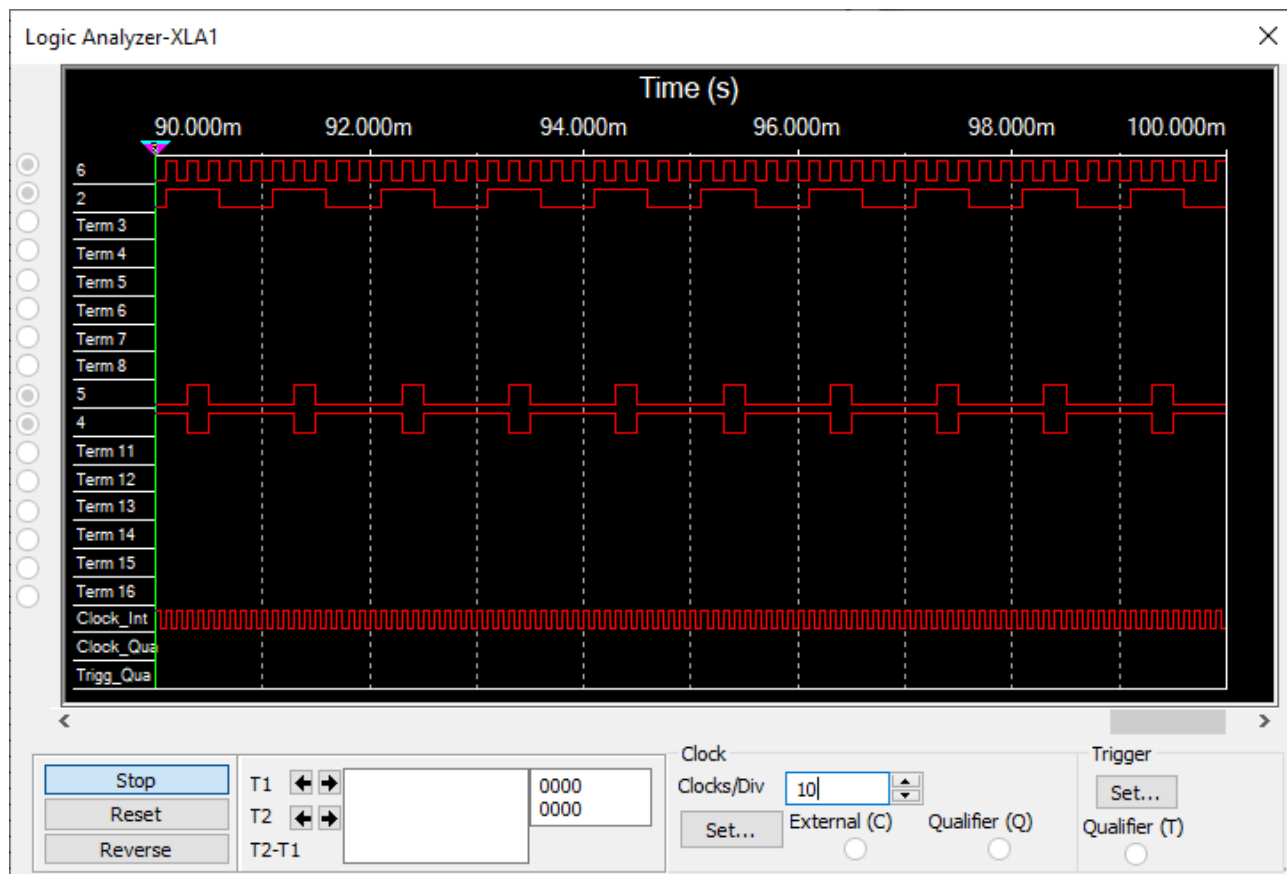 Logic Analyzer-XLA1
Time (s)
90.000m 92.000m 94.000m 96.000m 98.000m 100.000m
6
2
Term 3
Term 4
Term 5
Term 6
Term 7
Term 8
5
4
Term 11
Term 12
Term 13
Term 14
Term 15
Term 16
Clock_Int
Clock_Qua
Trigg_Qua
Stop
Reset
Reverse
T1
T2
T2-T1
0000
0000
Clock
Clocks/Div 10
Set... External (C) Qualifier (Q)
Trigger
Set...
Qualifier (T)